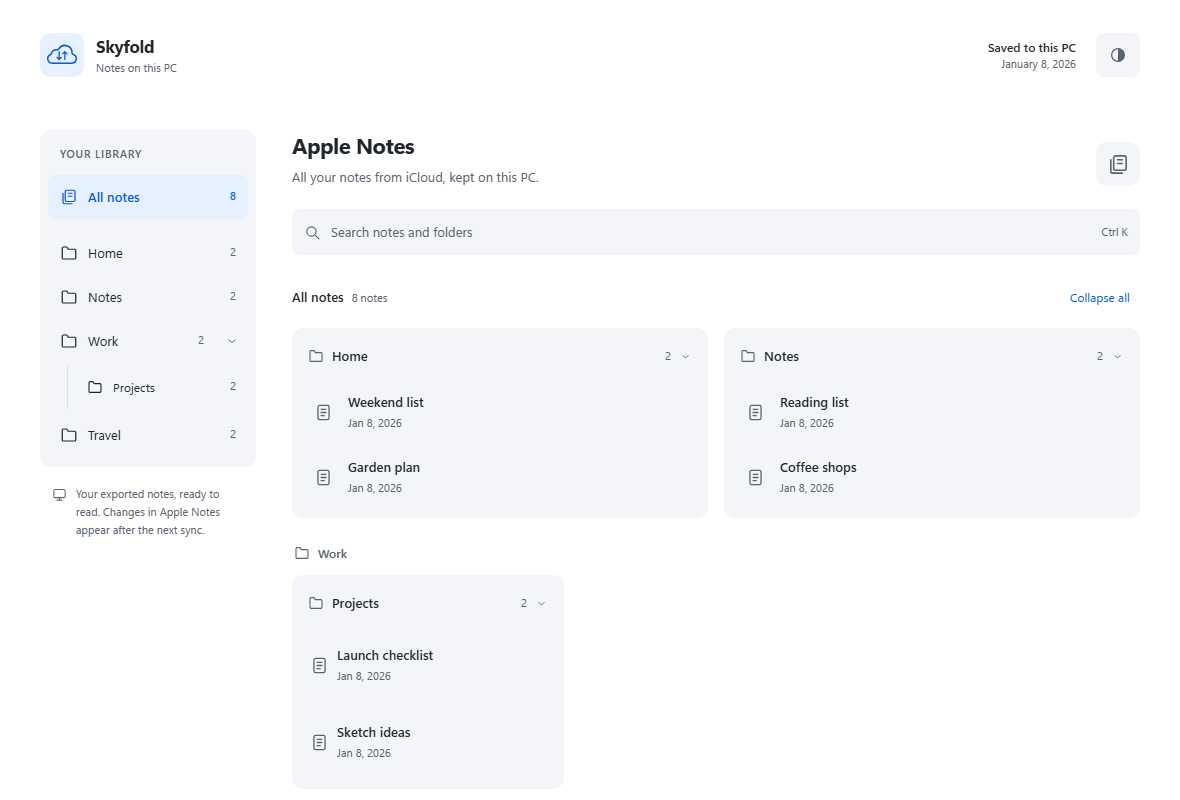 Skyfold
Notes on this PC
Saved to this PC
January 8, 2026
YOUR LIBRARY
All notes 8
Home 2
Notes 2
Work 2
Projects 2
Travel 2
Your exported notes, ready to
read. Changes in Apple Notes
appear after the next sync.
Apple Notes
All your notes from iCloud, kept on this PC.
Search notes and folders Ctrl K
All notes 8 notes Collapse all
Home 2
Weekend list
Jan 8, 2026
Garden plan
Jan 8, 2026
Notes 2
Reading list
Jan 8, 2026
Coffee shops
Jan 8, 2026
Work
Projects 2
Launch checklist
Jan 8, 2026
Sketch ideas
Jan 8, 2026